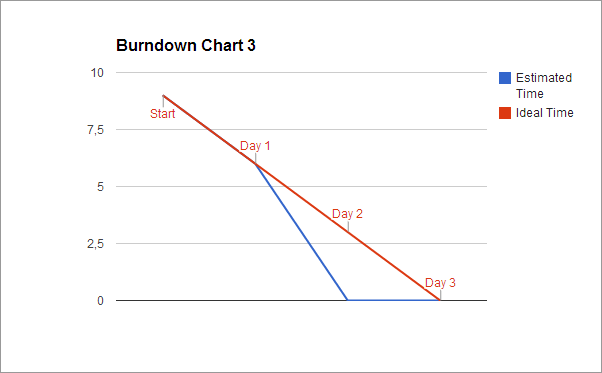 Burndown Chart 3
10
7,5
5
2,5
0
Start
Day 1
Day 2
Day 3
Estimated
Time
Ideal Time